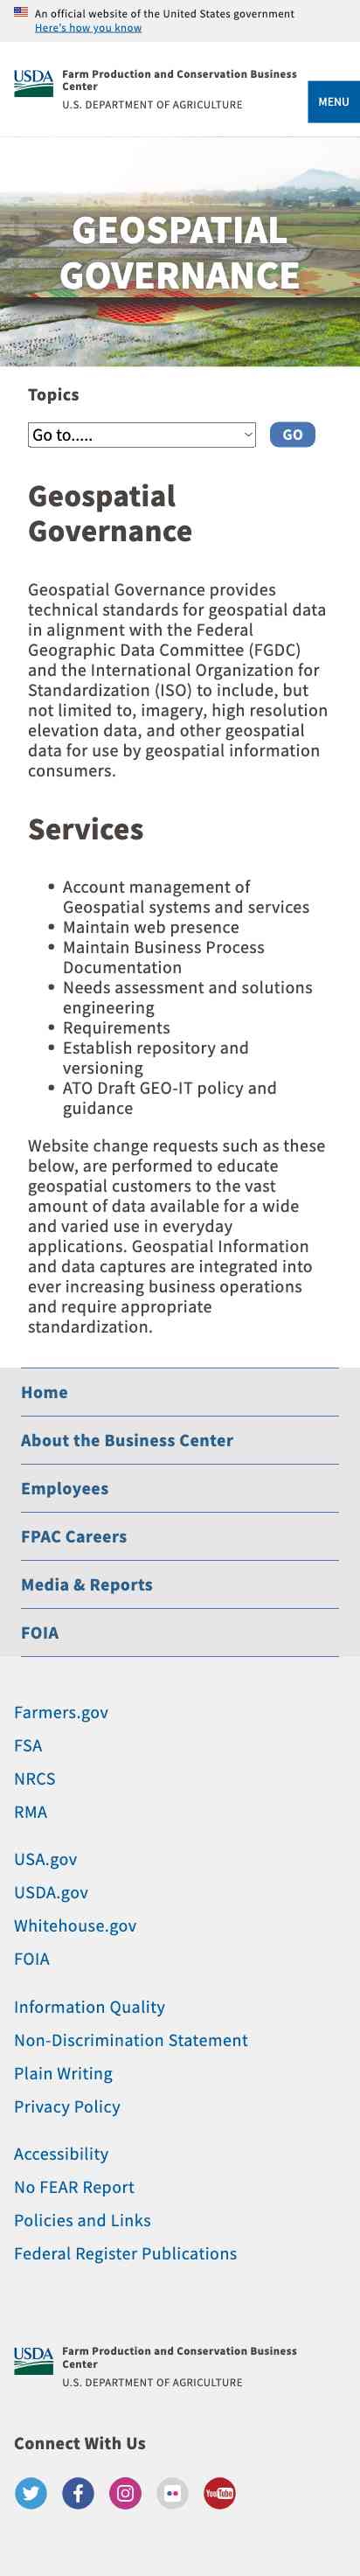 An official website of the United States government
Here's how you know
USDA
Farm Production and Conservation Business
Center
U.S. DEPARTMENT OF AGRICULTURE
MENU
GEOSPATIAL
GOVERNANCE
Topics
Go to.....
GO
Geospatial
Governance
Geospatial Governance provides
technical standards for geospatial data
in alignment with the Federal
Geographic Data Committee (FGDC)
and the International Organization for
Standardization (ISO) to include, but
not limited to, imagery, high resolution
elevation data, and other geospatial
data for use by geospatial information
consumers.
Services
• Account management of
Geospatial systems and services
• Maintain web presence
• Maintain Business Process
Documentation
• Needs assessment and solutions
engineering
• Requirements
• Establish repository and
versioning
• ATO Draft GEO-IT policy and
guidance
Website change requests such as these
below, are performed to educate
geospatial customers to the vast
amount of data available for a wide
and varied use in everyday
applications. Geospatial Information
and data captures are integrated into
ever increasing business operations
and require appropriate
standardization.
Home
About the Business Center
Employees
FPAC Careers
Media & Reports
FOIA
Farmers.gov
FSA
NRCS
RMA
USA.gov
USDA.gov
Whitehouse.gov
FOIA
Information Quality
Non-Discrimination Statement
Plain Writing
Privacy Policy
Accessibility
No FEAR Report
Policies and Links
Federal Register Publications
USDA
Farm Production and Conservation Business
Center
U.S. DEPARTMENT OF AGRICULTURE
Connect With Us
YouTube